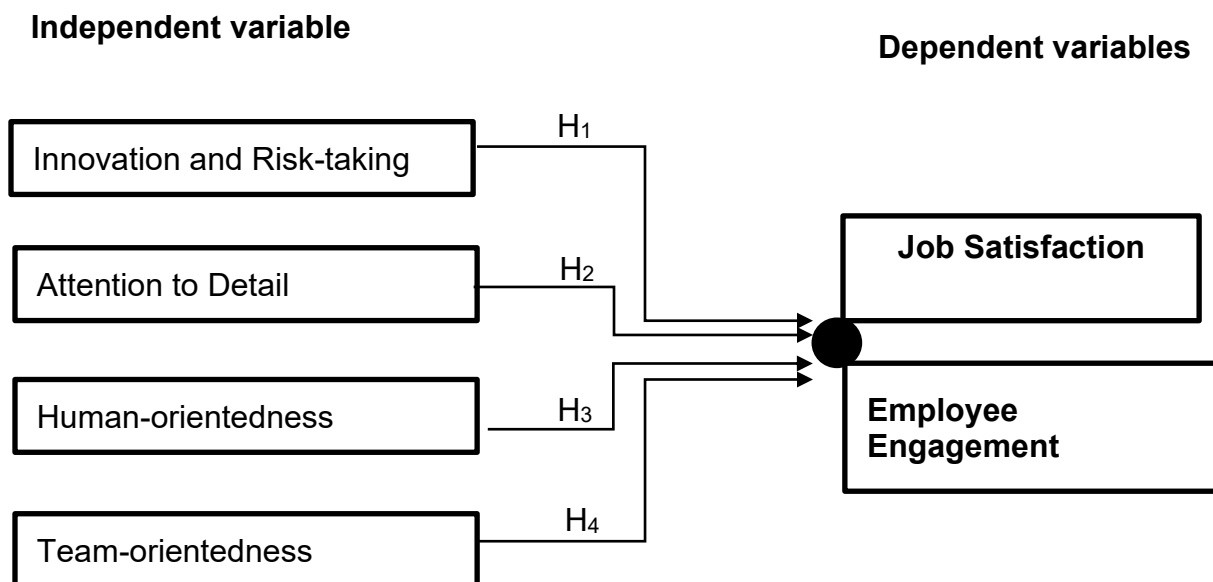 Independent variable
Dependent variables
Innovation and Risk-taking
H₁
Attention to Detail
H₂
Human-orientedness
H₃
Team-orientedness
H₄
Job Satisfaction
Employee
Engagement